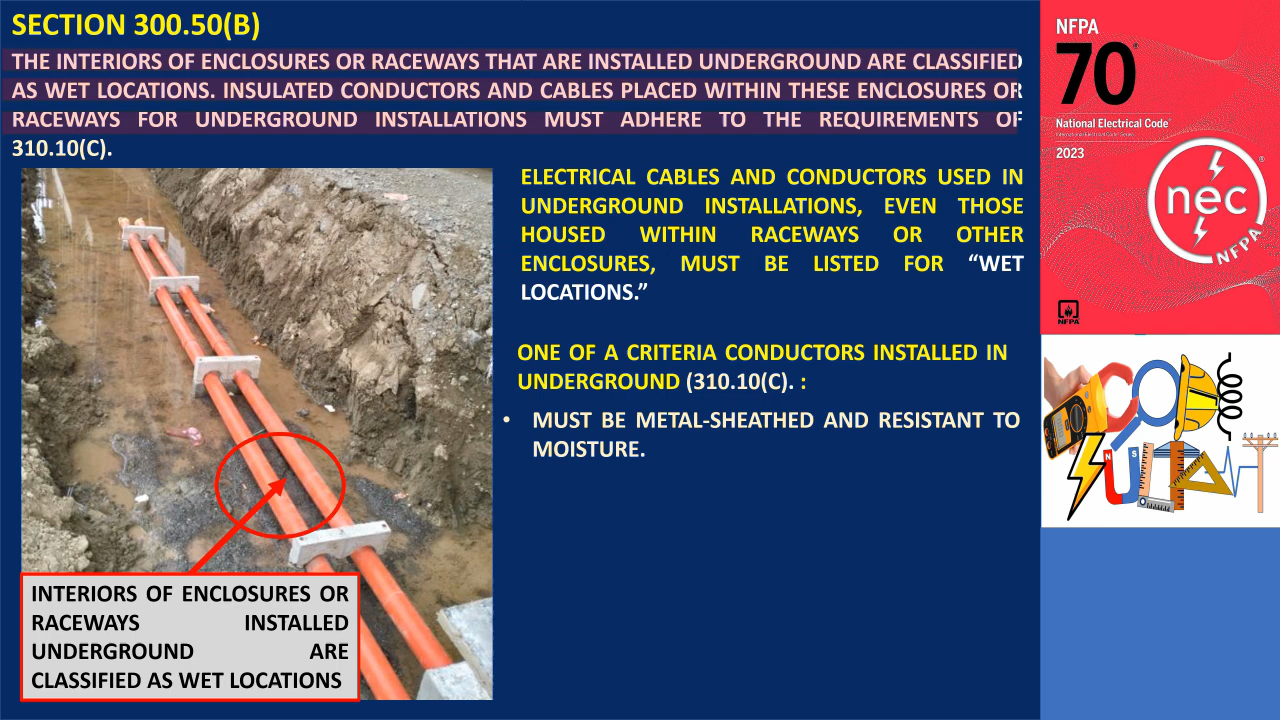 SECTION 300.50(B)
THE INTERIORS OF ENCLOSURES OR RACEWAYS THAT ARE INSTALLED UNDERGROUND ARE CLASSIFIED
AS WET LOCATIONS. INSULATED CONDUCTORS AND CABLES PLACED WITHIN THESE ENCLOSURES OR
RACEWAYS FOR UNDERGROUND INSTALLATIONS MUST ADHERE TO THE REQUIREMENTS OF
310.10(C).
ELECTRICAL CABLES AND CONDUCTORS USED IN
UNDERGROUND INSTALLATIONS, EVEN THOSE
HOUSED WITHIN RACEWAYS OR OTHER
ENCLOSURES, MUST BE LISTED FOR “WET
LOCATIONS.”
ONE OF A CRITERIA CONDUCTORS INSTALLED IN
UNDERGROUND (310.10(C). :
• MUST BE METAL-SHEATHED AND RESISTANT TO
MOISTURE.
INTERIORS OF ENCLOSURES OR
RACEWAYS INSTALLED
UNDERGROUND ARE
CLASSIFIED AS WET LOCATIONS
NFPA
70®
National Electrical Code®
International Electrical Code® Series
2023
nec®
NFPA
NFPA
N S